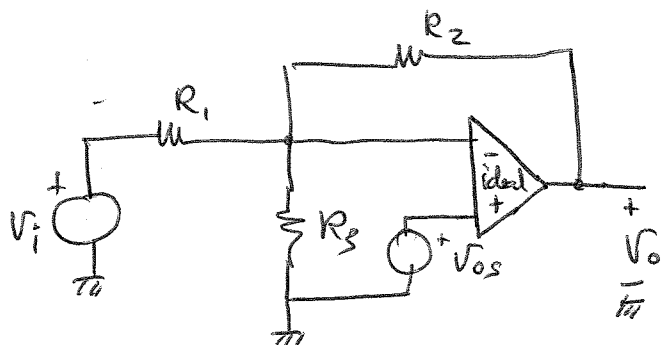 R2
R1
- ideal +
+ Vi
R3
+ Vos
+ Vo -